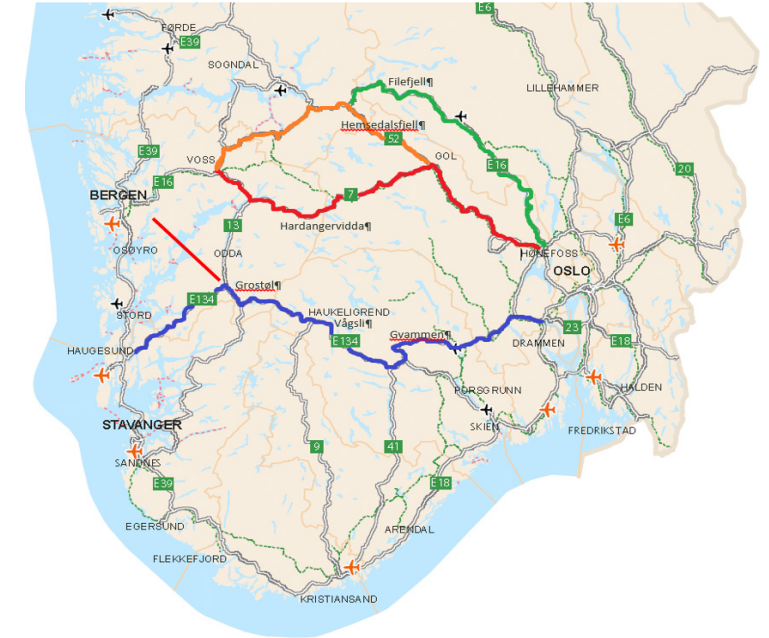 E6
FØRDE
E39
SOGNDAL
Filefjell¶
LILLEHAMMER
Hemsedalsfjell¶
52
E39
VOSS
GOL
E16
20
E16
BERGEN
7
13
Hardangervidda¶
E6
OSØYRO
ODDA
HØNEFOSS
OSLO
Grostøl¶
E134
STORD
HAUKELIGREND
Vågsli¶
Gvammen¶
23
E134
E18
HAUGESUND
DRAMMEN
PORSGRUNN
HALDEN
STAVANGER
SKIEN
FREDRIKSTAD
9
41
SANDNES
E39
E18
EGERSUND
ARENDAL
FLEKKEFJORD
KRISTIANSAND